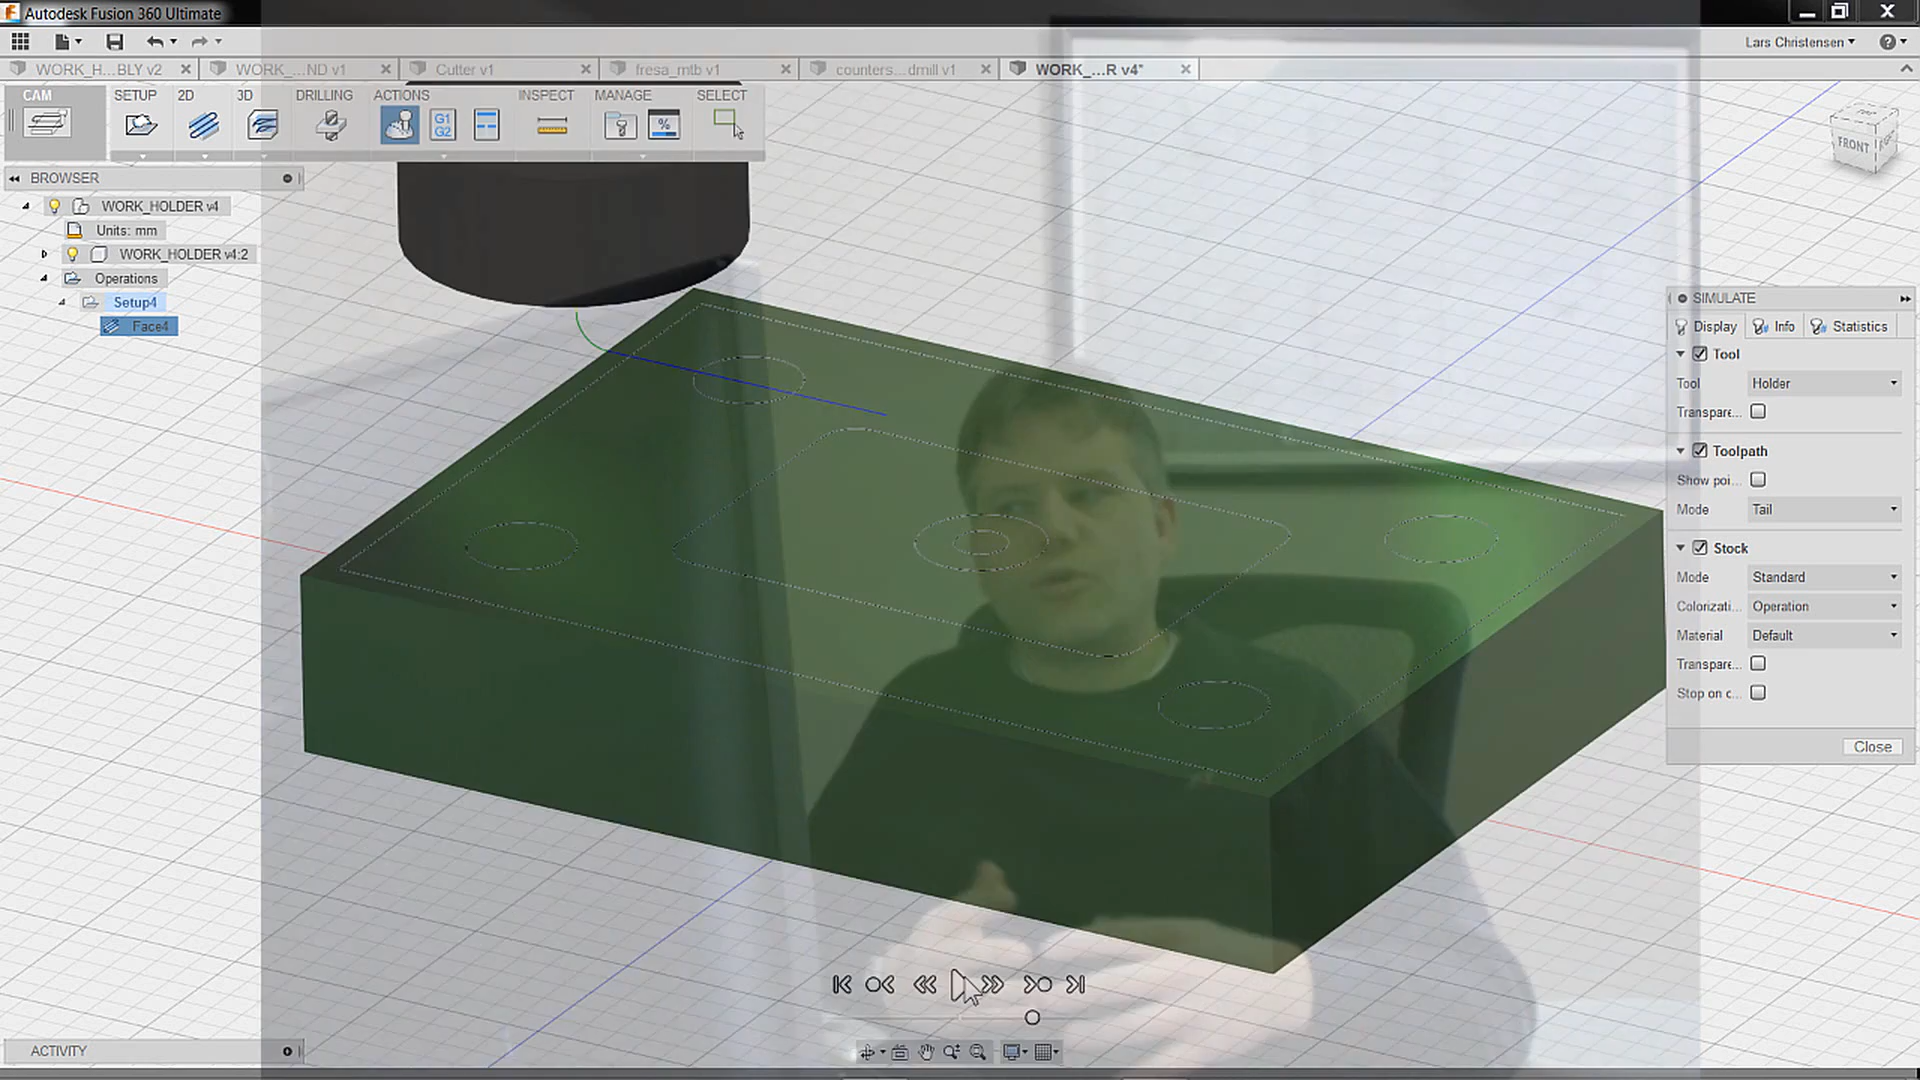 Autodesk Fusion 360 Ultimate
Lars Christensen
WORK_H...BLY v2
WORK_...ND v1
Cutter v1
fresa_mtb v1
counters...dmill v1
WORK_...R v4*
CAM
SETUP
2D
3D
DRILLING
ACTIONS
INSPECT
MANAGE
SELECT
G1
G2
%
FRONT
BROWSER
WORK_HOLDER v4
Units: mm
WORK_HOLDER v4:2
Operations
Setup4
Face4
SIMULATE
Display
Info
Statistics
Tool
Tool
Holder
Transpare...
Toolpath
Show poi...
Mode
Tail
Stock
Mode
Standard
Colorizati...
Operation
Material
Default
Transpare...
Stop on c...
Close
ACTIVITY